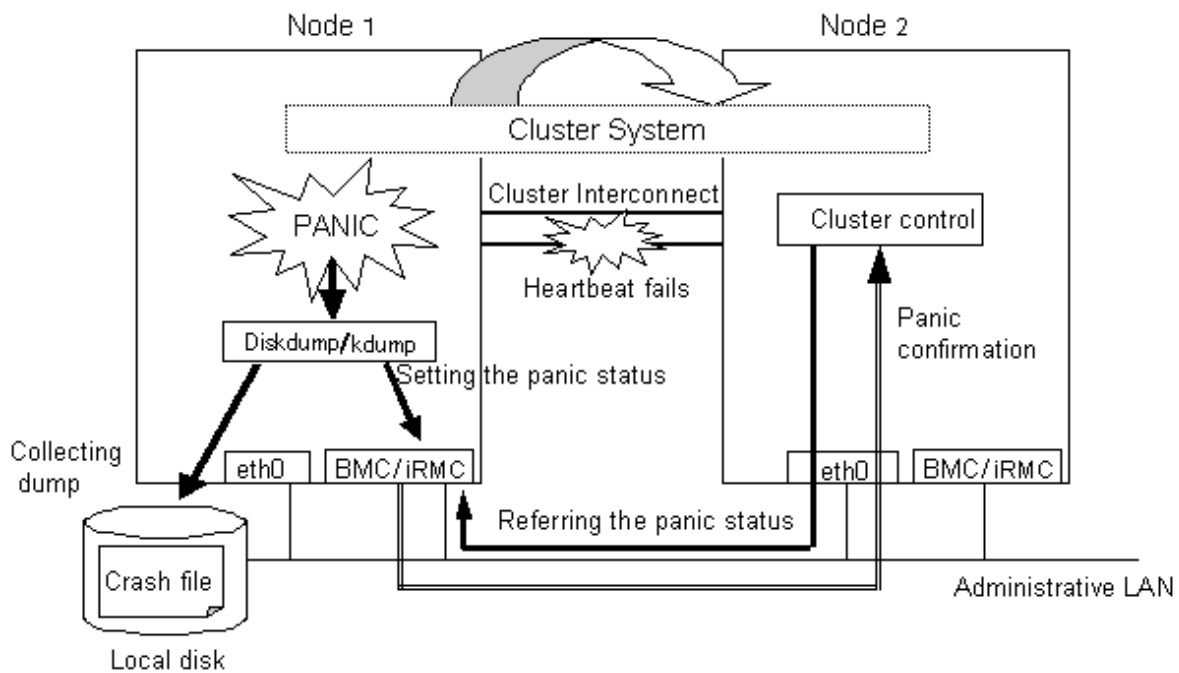 Node 1
Node 2
Cluster System
PANIC
Cluster Interconnect
Heartbeat fails
Cluster control
Panic
confirmation
Diskdump/kdump
Setting the panic status
Collecting
dump
eth0
BMC/iRMC
eth0
BMC/iRMC
Referring the panic status
Crash file
Administrative LAN
Local disk